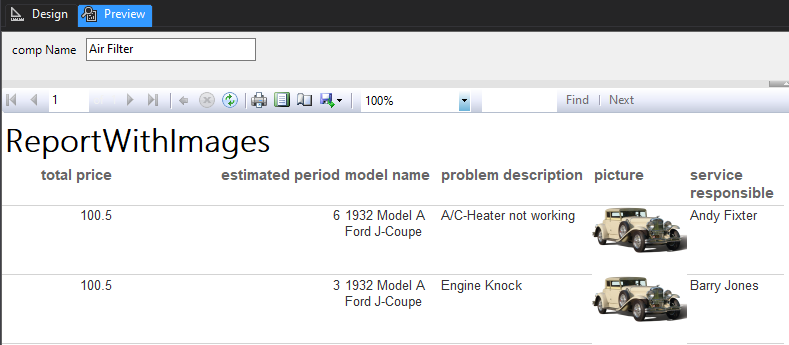 Design Preview
comp Name Air Filter
1 100% Find | Next
ReportWithImages
total price estimated period model name problem description picture service
responsible
100.5 6 1932 Model A A/C-Heater not working Andy Fixter
Ford J-Coupe
100.5 3 1932 Model A Engine Knock Barry Jones
Ford J-Coupe